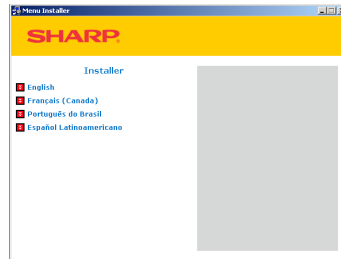 Menu Installer
SHARP
Installer
English
Français (Canada)
Português do Brasil
Español Latinoamericano